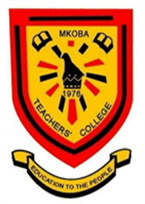 MKOBA
TEACHERS' COLLEGE
1976
EDUCATION TO THE PEOPLE